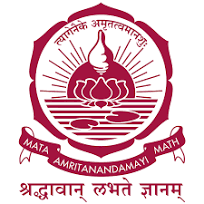 त्यागेनैके अमृतत्वमानशुः
MATA AMRITANANDAMAYI MATH
श्रद्धावान् लभते ज्ञानम्